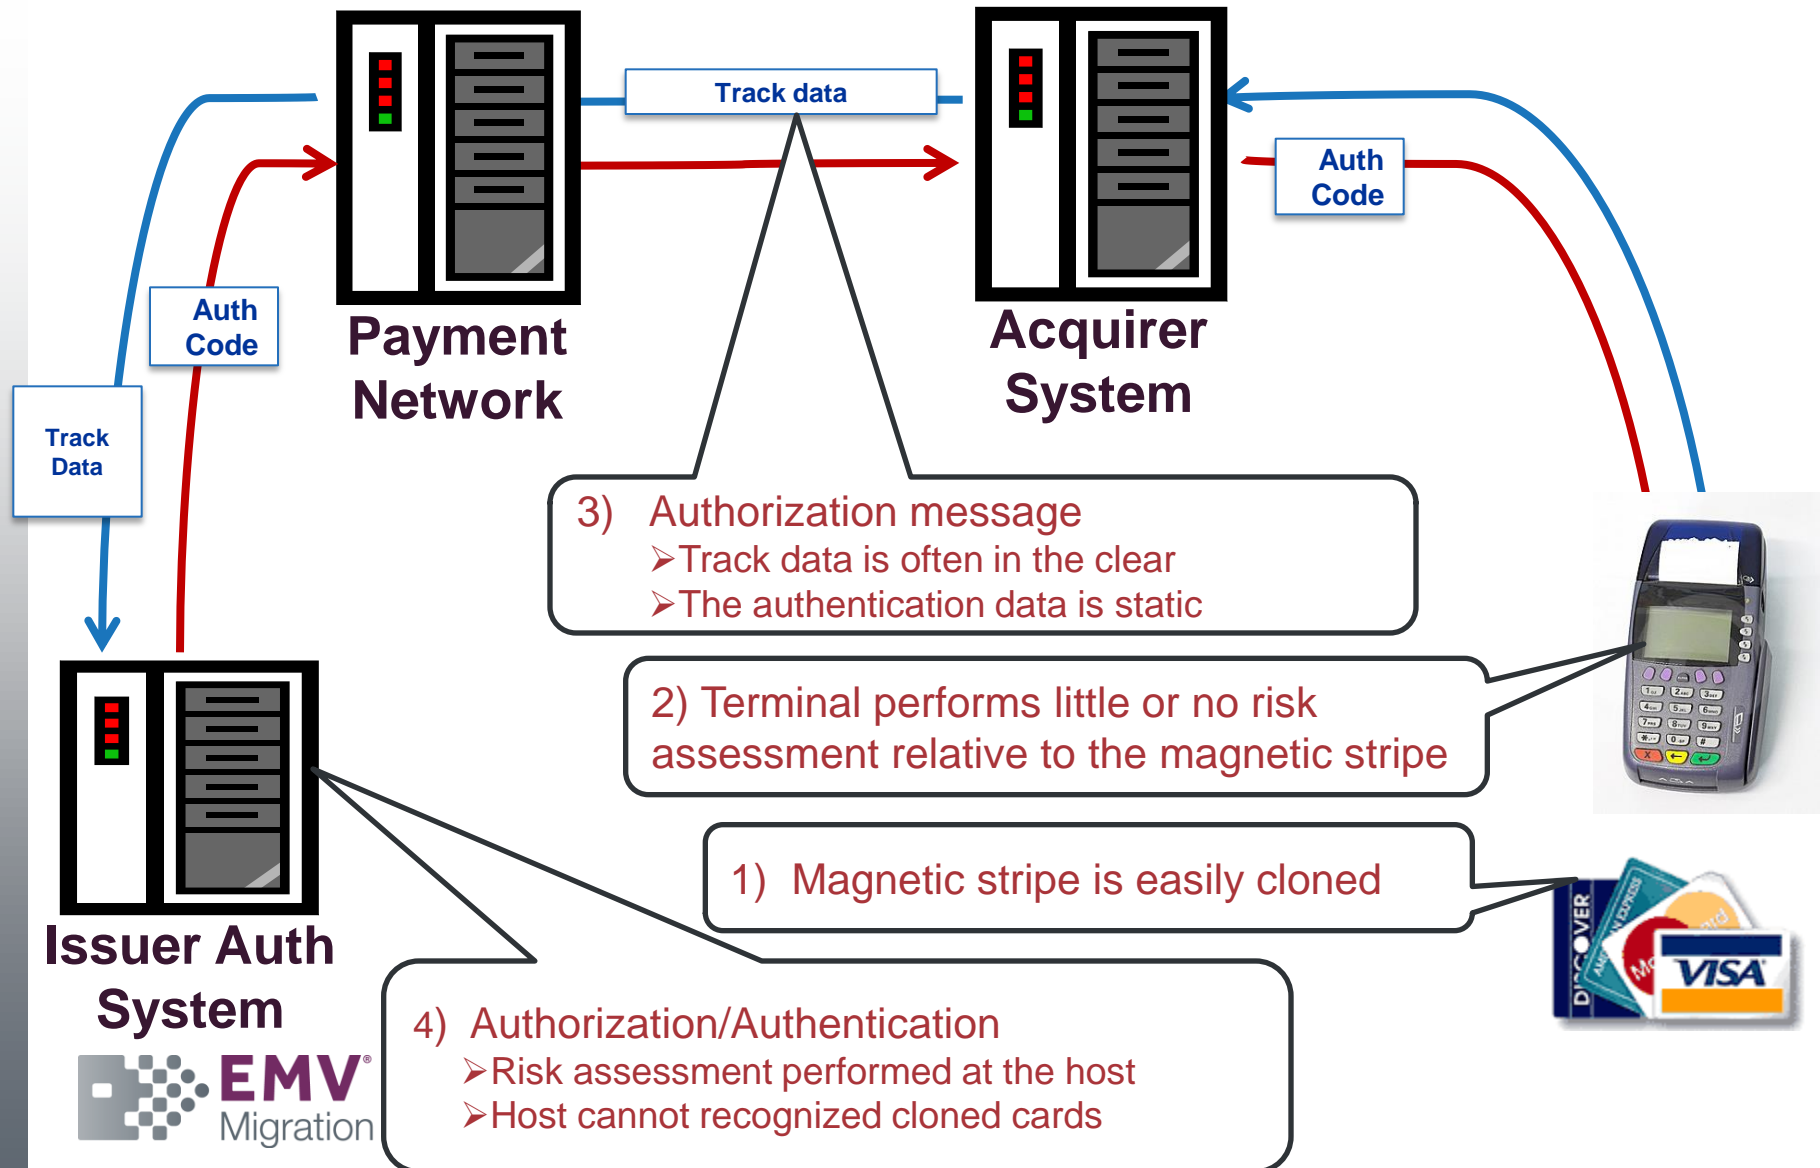 Track data
Auth
Code
Auth
Code
Payment
Network
Acquirer
System
Track
Data
3) Authorization message
➢Track data is often in the clear
➢The authentication data is static
2) Terminal performs little or no risk
assessment relative to the magnetic stripe
1) Magnetic stripe is easily cloned
DISCOVER
VISA
Issuer Auth
System
4) Authorization/Authentication
➢Risk assessment performed at the host
➢Host cannot recognized cloned cards
EMV®
Migration